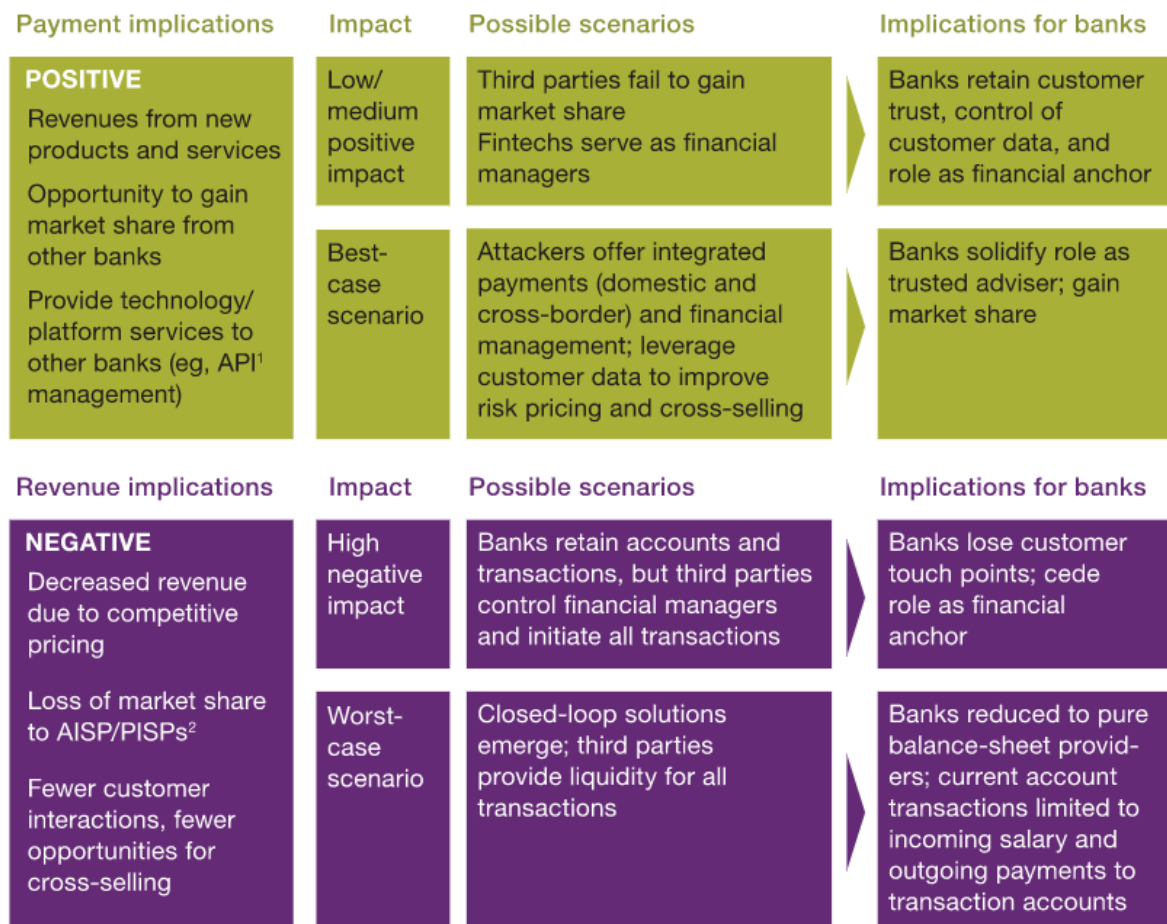 Payment implications
Impact
Possible scenarios
Implications for banks
POSITIVE
Revenues from new
products and services
Opportunity to gain
market share from
other banks
Provide technology/
platform services to
other banks (eg, API¹
management)
Low/
medium
positive
impact
Third parties fail to gain
market share
Fintechs serve as financial
managers
Banks retain customer
trust, control of
customer data, and
role as financial anchor
Best-
case
scenario
Attackers offer integrated
payments (domestic and
cross-border) and financial
management; leverage
customer data to improve
risk pricing and cross-selling
Banks solidify role as
trusted adviser; gain
market share
Revenue implications
Impact
Possible scenarios
Implications for banks
NEGATIVE
Decreased revenue
due to competitive
pricing
Loss of market share
to AISP/PISPs²
Fewer customer
interactions, fewer
opportunities for
cross-selling
High
negative
impact
Banks retain accounts and
transactions, but third parties
control financial managers
and initiate all transactions
Banks lose customer
touch points; cede
role as financial
anchor
Worst-
case
scenario
Closed-loop solutions
emerge; third parties
provide liquidity for all
transactions
Banks reduced to pure
balance-sheet provid-
ers; current account
transactions limited to
incoming salary and
outgoing payments to
transaction accounts